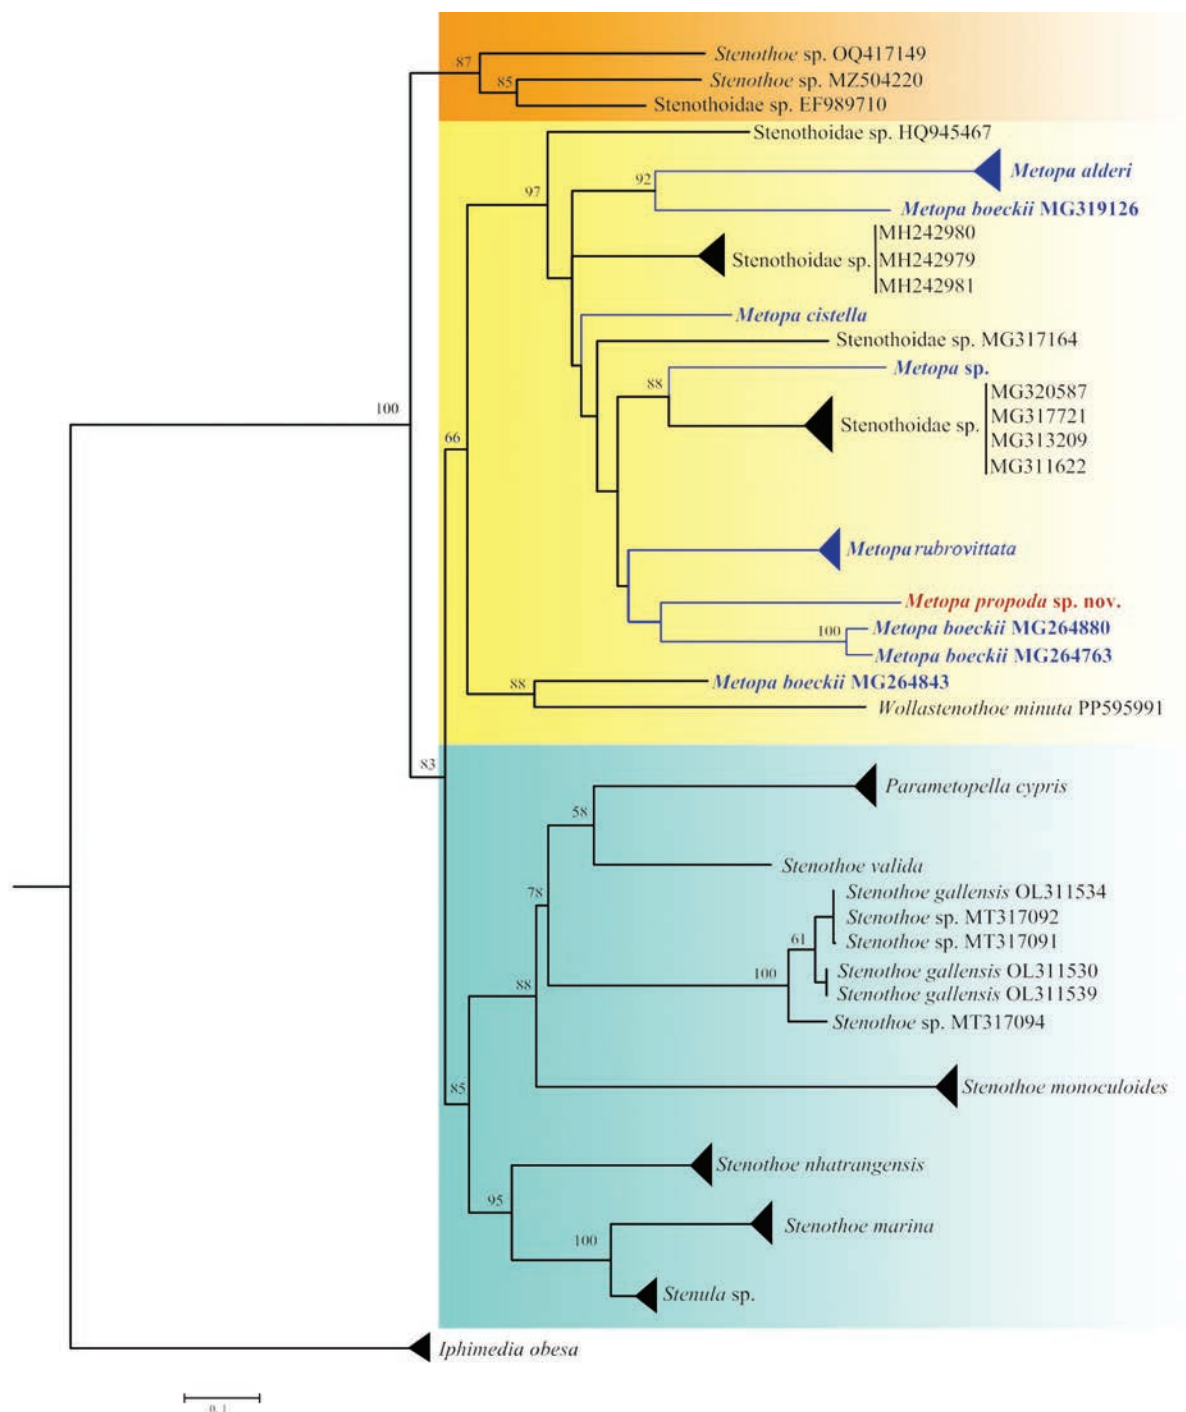 Stenothoe sp. OQ417149
87
Stenothoe sp. MZ504220
85
Stenothoidae sp. EF989710
Stenothoidae sp. HQ945467
Metopa alderi
92
97
Metopa boeckii MG319126
MH242980
Stenothoidae sp.
MH242979
MH242981
Metopa cistella
Stenothoidae sp. MG317164
Metopa sp.
88
MG320587
100
MG317721
Stenothoidae sp.
66
MG313209
MG311622
Metopa rubrovittata
Metopa propoda sp. nov.
100
Metopa boeckii MG264880
Metopa boeckii MG264763
Metopa boeckii MG264843
88
Wollastenothoe minuta PP595991
83
Parametopella cypris
58
Stenothoe valida
78
Stenothoe gallensis OL311534
Stenothoe sp. MT317092
61
Stenothoe sp. MT317091
100
Stenothoe gallensis OL311530
88
Stenothoe gallensis OL311539
Stenothoe sp. MT317094
85
Stenothoe monoculoides
Stenothoe nhatrangensis
95
Stenothoe marina
100
Stenula sp.
Iphimedia obesa
0.1